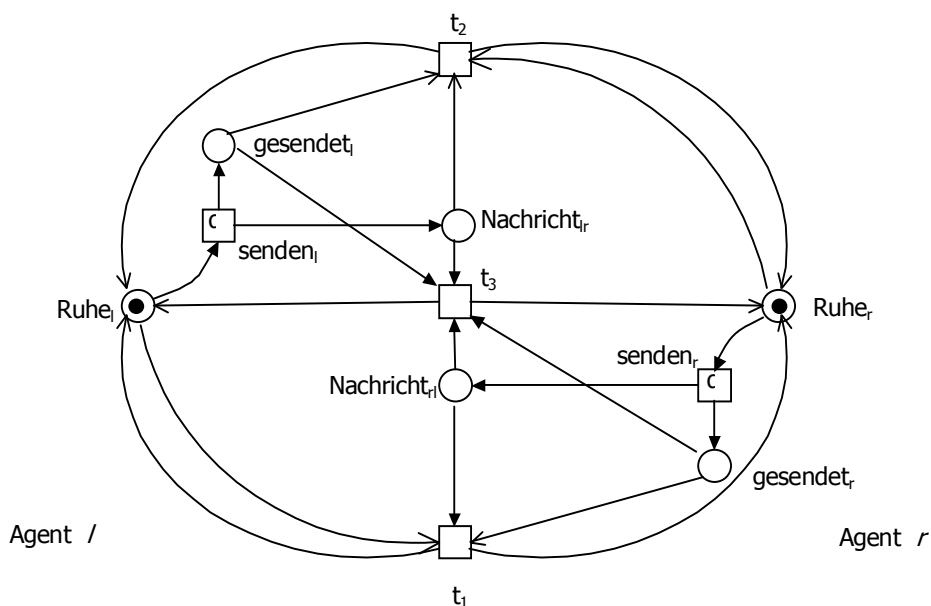 t₂
gesendetₗ
Nachrichtₗᵣ
sendenₗ
t₃
Ruheₗ
Ruheᵣ
sendenᵣ
Nachrichtᵣₗ
gesendetᵣ
Agent l
Agent r
t₁